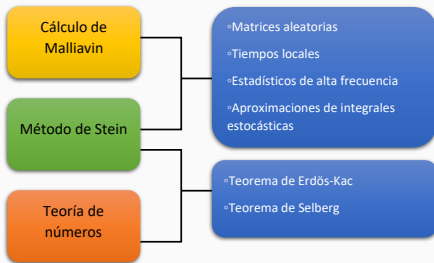 Cálculo de
Malliavin
Método de Stein
Teoría de
números
◦Matrices aleatorias
◦Tiempos locales
◦Estadísticos de alta frecuencia
◦Aproximaciones de integrales
estocásticas
◦Teorema de Erdös-Kac
◦Teorema de Selberg